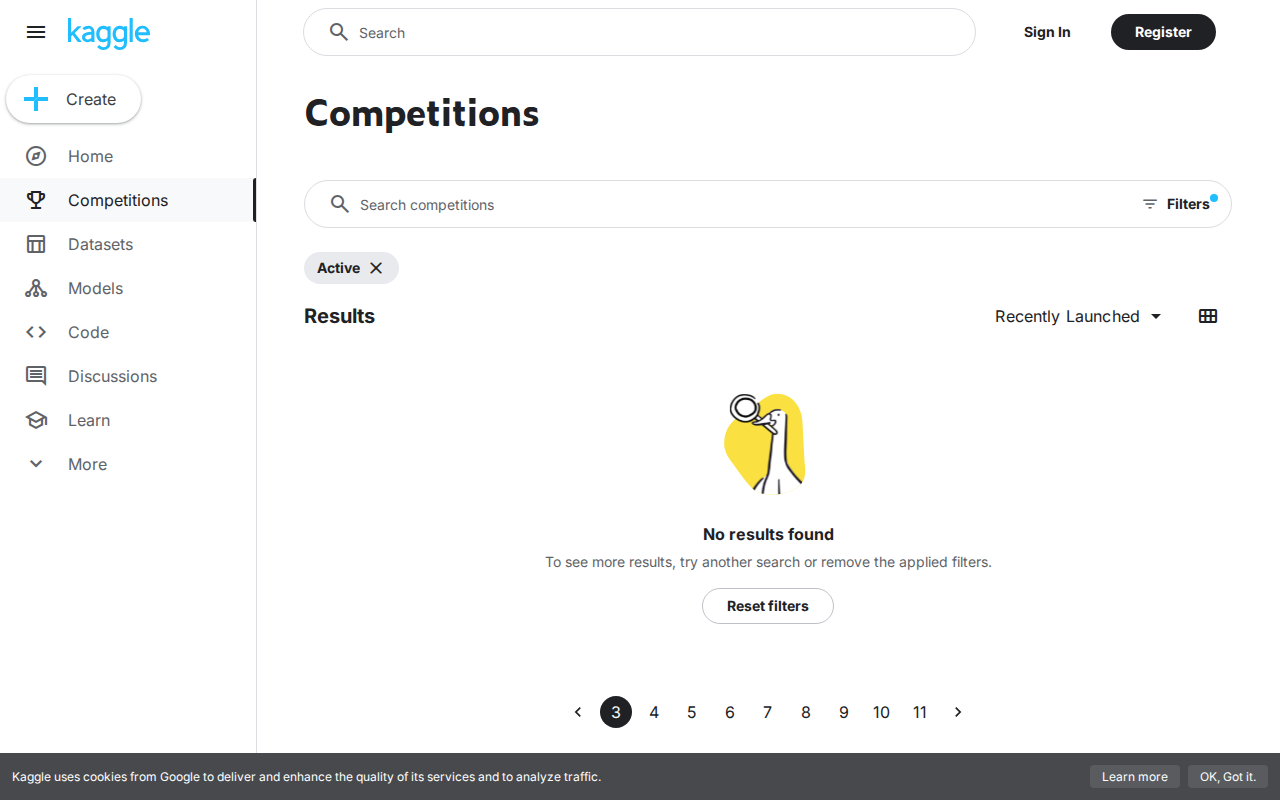 kaggle
Search
Sign In
Register
Create
Home
Competitions
Datasets
Models
Code
Discussions
Learn
More
Competitions
Search competitions
Filters
Active
Results
Recently Launched
No results found
To see more results, try another search or remove the applied filters.
Reset filters
3 4 5 6 7 8 9 10 11
Kaggle uses cookies from Google to deliver and enhance the quality of its services and to analyze traffic.
Learn more
OK, Got it.